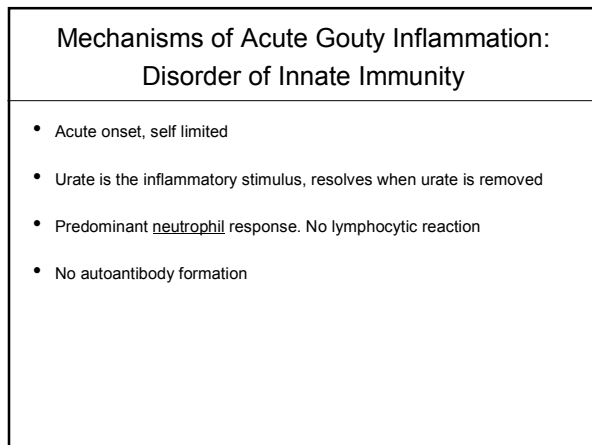 Mechanisms of Acute Gouty Inflammation:
Disorder of Innate Immunity
• Acute onset, self limited
• Urate is the inflammatory stimulus, resolves when urate is removed
• Predominant neutrophil response. No lymphocytic reaction
• No autoantibody formation